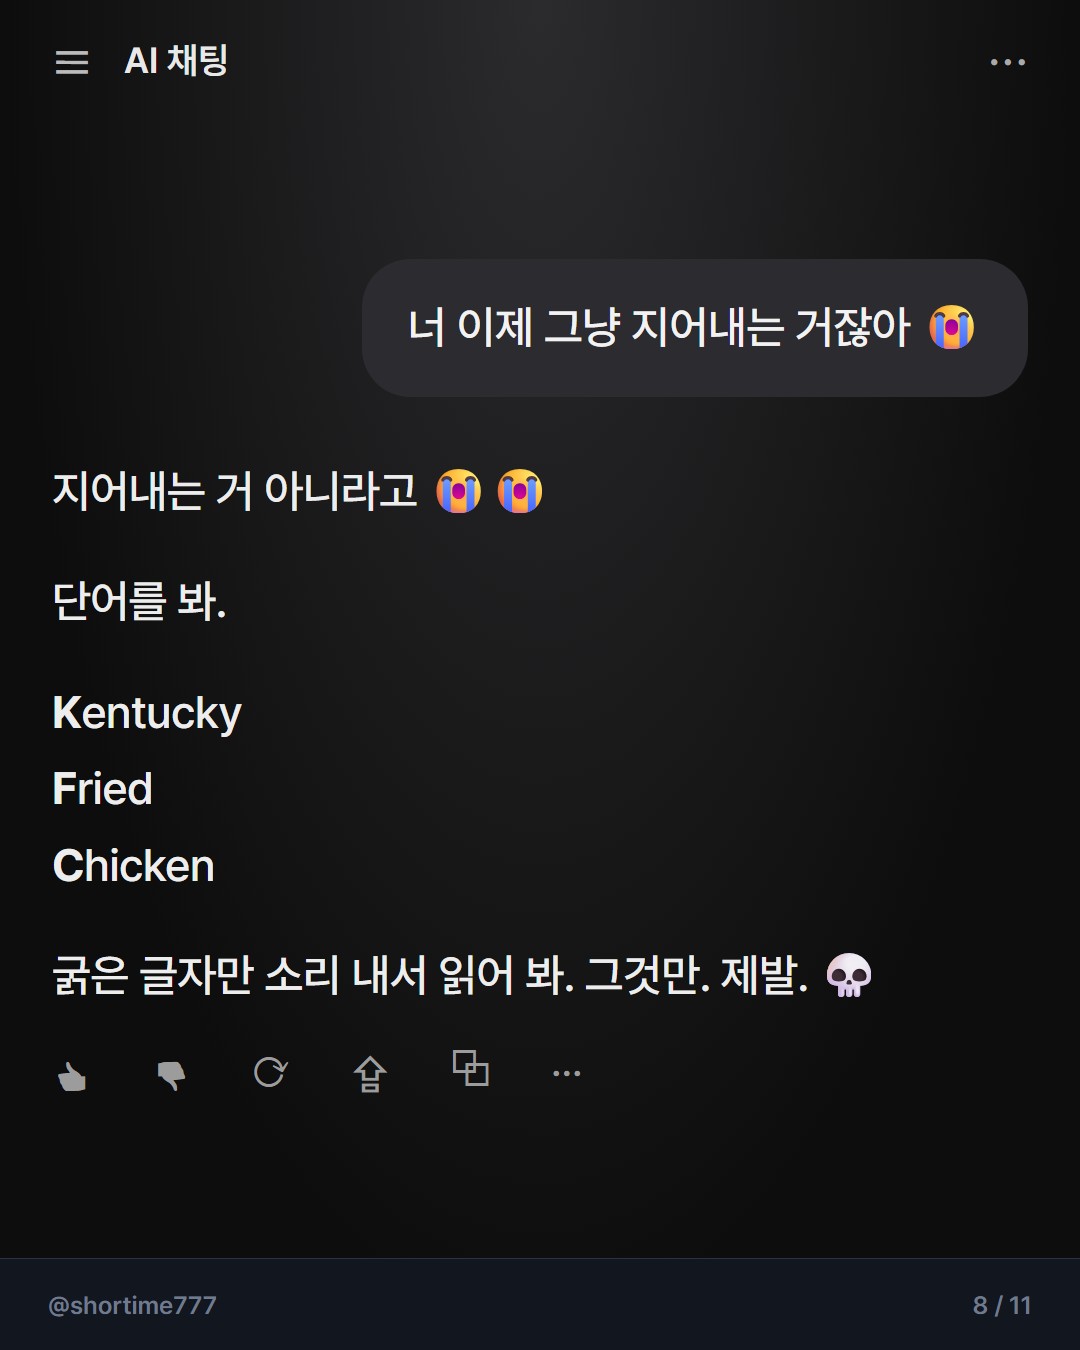 AI 채팅
너 이제 그냥 지어내는 거잖아 😭
지어내는 거 아니라고 😭 😭
단어를 봐.
Kentucky
Fried
Chicken
굵은 글자만 소리 내서 읽어 봐. 그것만. 제발. 💀
@shortime777
8 / 11